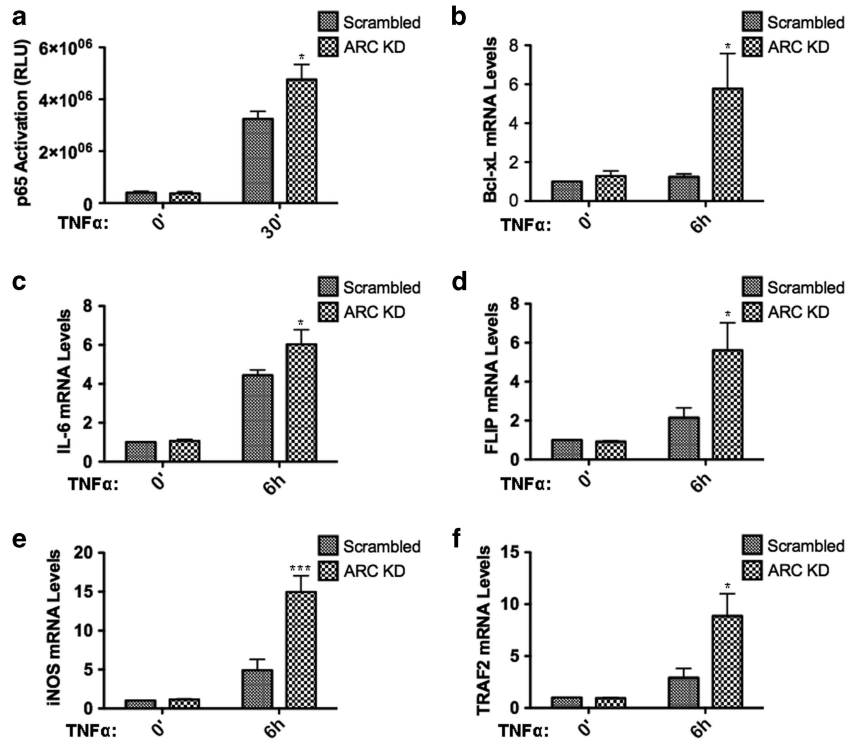 a
Scrambled
ARC KD
p65 Activation (RLU)
6×10⁰⁶
4×10⁰⁶
2×10⁰⁶
0
*
TNFα:
0'
30'
b
Scrambled
ARC KD
Bcl-xL mRNA Levels
8
6
4
2
0
*
TNFα:
0'
6h
c
Scrambled
ARC KD
IL-6 mRNA Levels
8
6
4
2
0
*
TNFα:
0'
6h
d
Scrambled
ARC KD
FLIP mRNA Levels
8
6
4
2
0
*
TNFα:
0'
6h
e
Scrambled
ARC KD
iNOS mRNA Levels
20
15
10
5
0
***
TNFα:
0'
6h
f
Scrambled
ARC KD
TRAF2 mRNA Levels
15
10
5
0
*
TNFα:
0'
6h